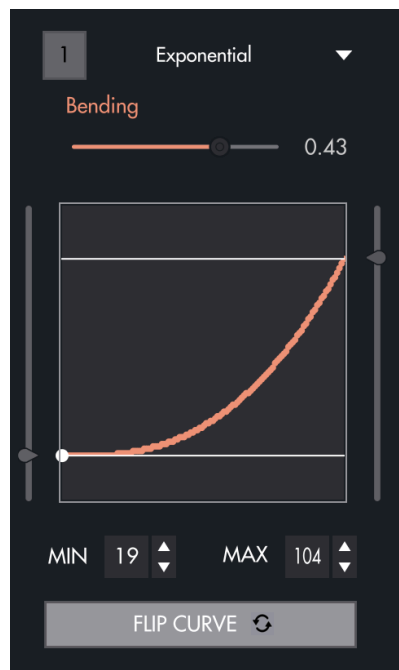 1 Exponential
Bending
0.43
MIN 19 MAX 104
FLIP CURVE